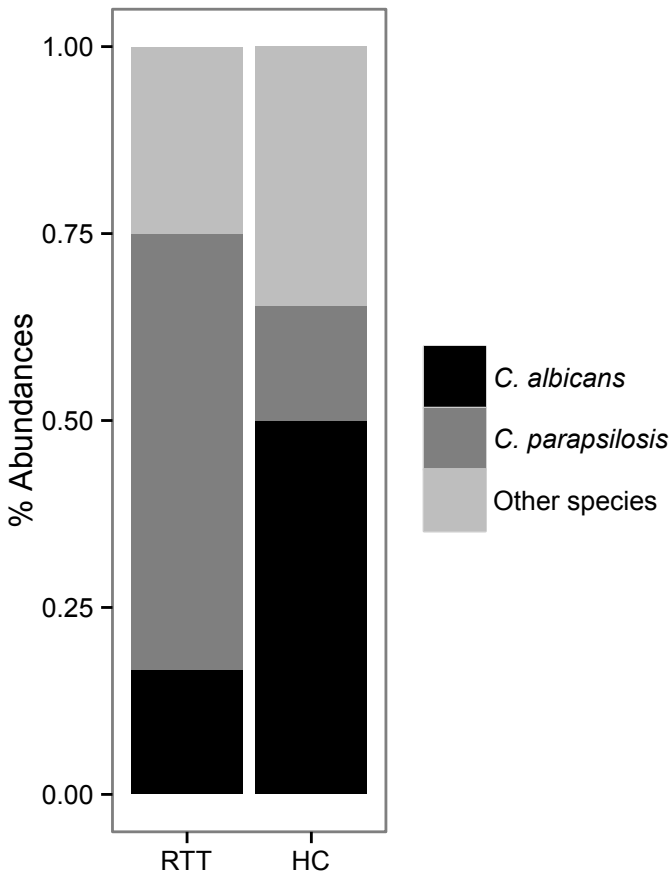 % Abundances
1.00
0.75
0.50
0.25
0.00
RTT
HC
C. albicans
C. parapsilosis
Other species